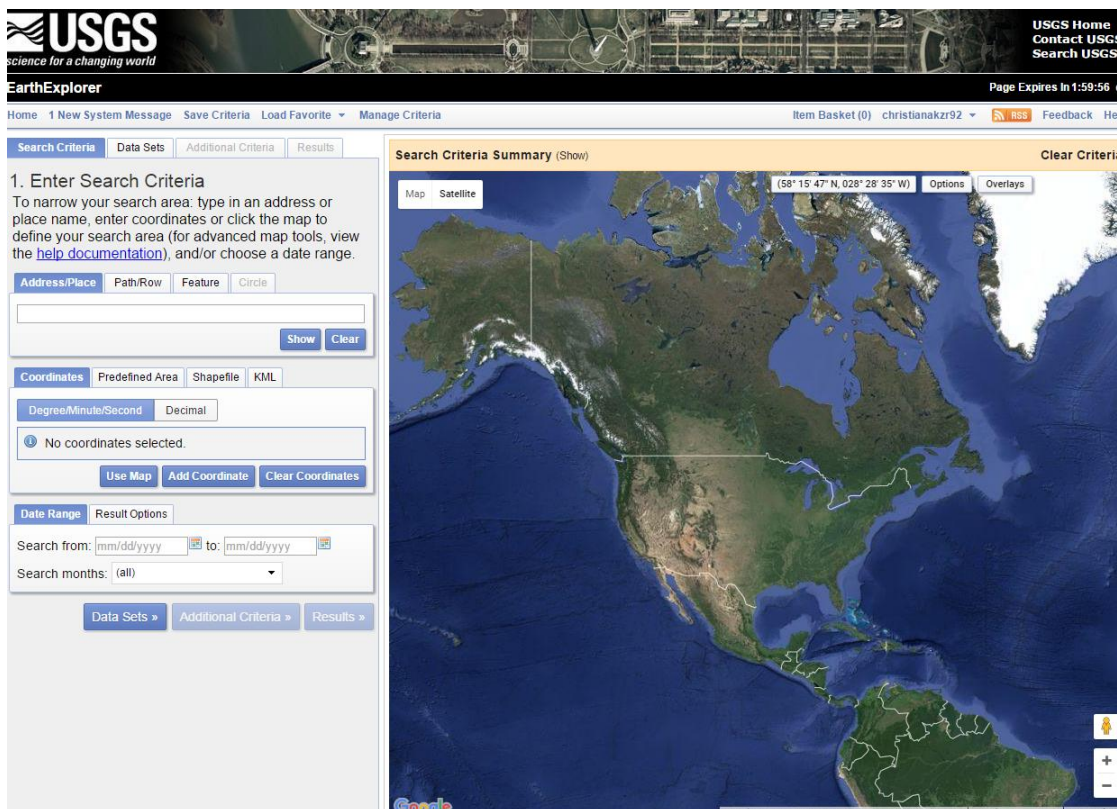 USGS
science for a changing world
USGS Home
Contact USGS
Search USGS
EarthExplorer
Page Expires In 1:59:56
Home 1 New System Message Save Criteria Load Favorite Manage Criteria
Item Basket (0) christianakzr92 RSS Feedback He
Search Criteria Data Sets Additional Criteria Results
1. Enter Search Criteria
To narrow your search area: type in an address or
place name, enter coordinates or click the map to
define your search area (for advanced map tools, view
the help documentation), and/or choose a date range.
Address/Place Path/Row Feature Circle
Show Clear
Coordinates Predefined Area Shapefile KML
Degree/Minute/Second Decimal
No coordinates selected.
Use Map Add Coordinate Clear Coordinates
Date Range Result Options
Search from: mm/dd/yyyy to: mm/dd/yyyy
Search months: (all)
Data Sets » Additional Criteria » Results »
Search Criteria Summary (Show)
Clear Criteria
Map Satellite
(58° 15' 47" N, 028° 28' 35" W) Options Overlays
+
−
Google